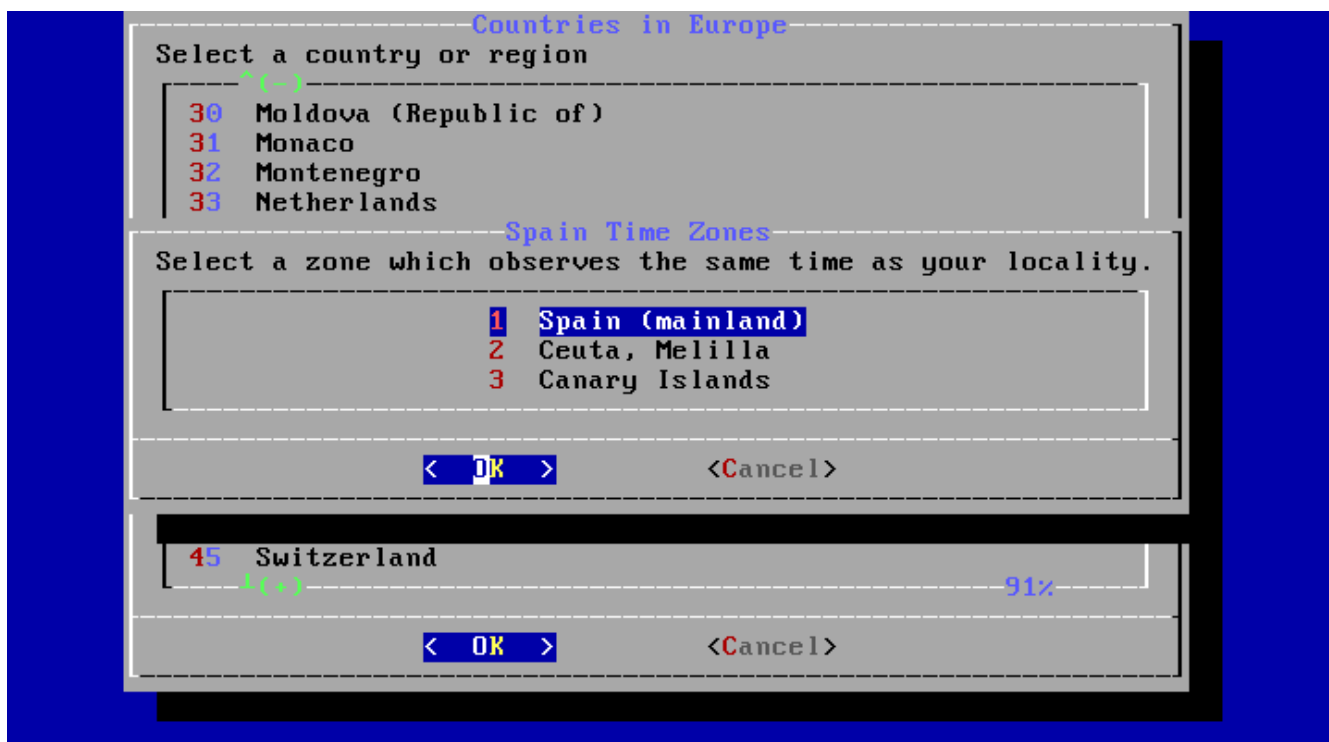 Countries in Europe
Select a country or region
^(-)
30 Moldova (Republic of)
31 Monaco
32 Montenegro
33 Netherlands
Spain Time Zones
Select a zone which observes the same time as your locality.
1 Spain (mainland)
2 Ceuta, Melilla
3 Canary Islands
< OK > <Cancel>
45 Switzerland
┴(+) 91%
< OK > <Cancel>